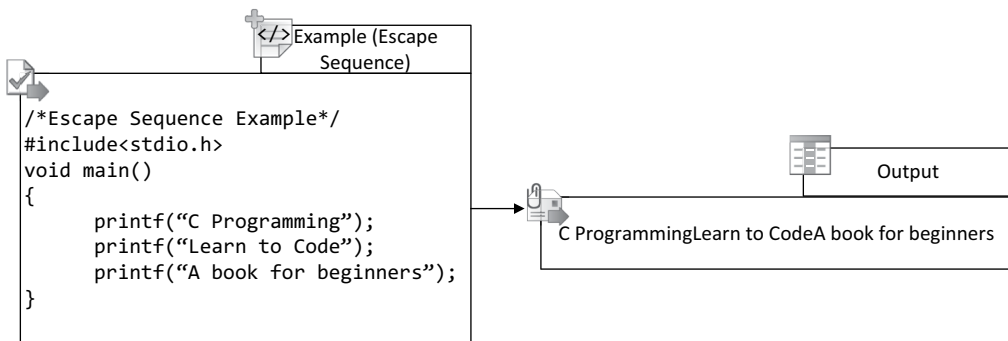 </> Example (Escape
Sequence)
/*Escape Sequence Example*/
#include<stdio.h>
void main()
{
printf(“C Programming”);
printf(“Learn to Code”);
printf(“A book for beginners”);
}
Output
C ProgrammingLearn to CodeA book for beginners